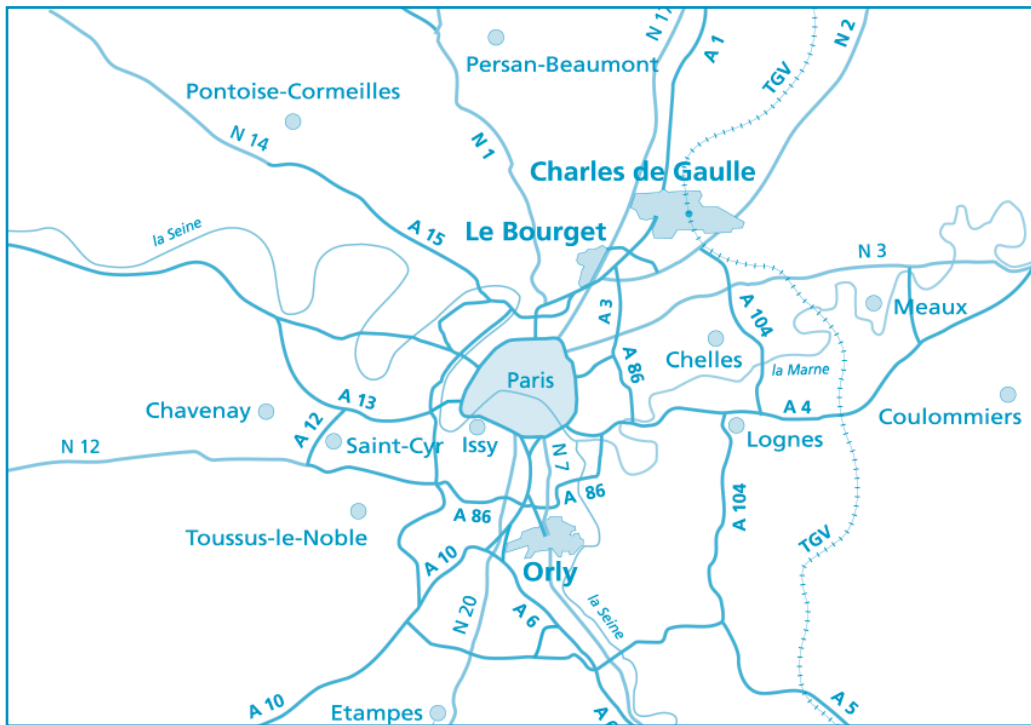 N 17
A 1
N 2
Persan-Beaumont
TGV
Pontoise-Cormeilles
N 14
N 1
Charles de Gaulle
la Seine
A 15
Le Bourget
N 3
A 3
A 104
Meaux
A 86
Chelles
la Marne
Paris
A 13
Chavenay
A 12
A 4
Coulommiers
N 12
Saint-Cyr
Issy
N 7
Lognes
A 86
A 86
A 104
Toussus-le-Noble
TGV
A 10
Orly
N 20
A 6
la Seine
A 10
Etampes
A 6
A 5